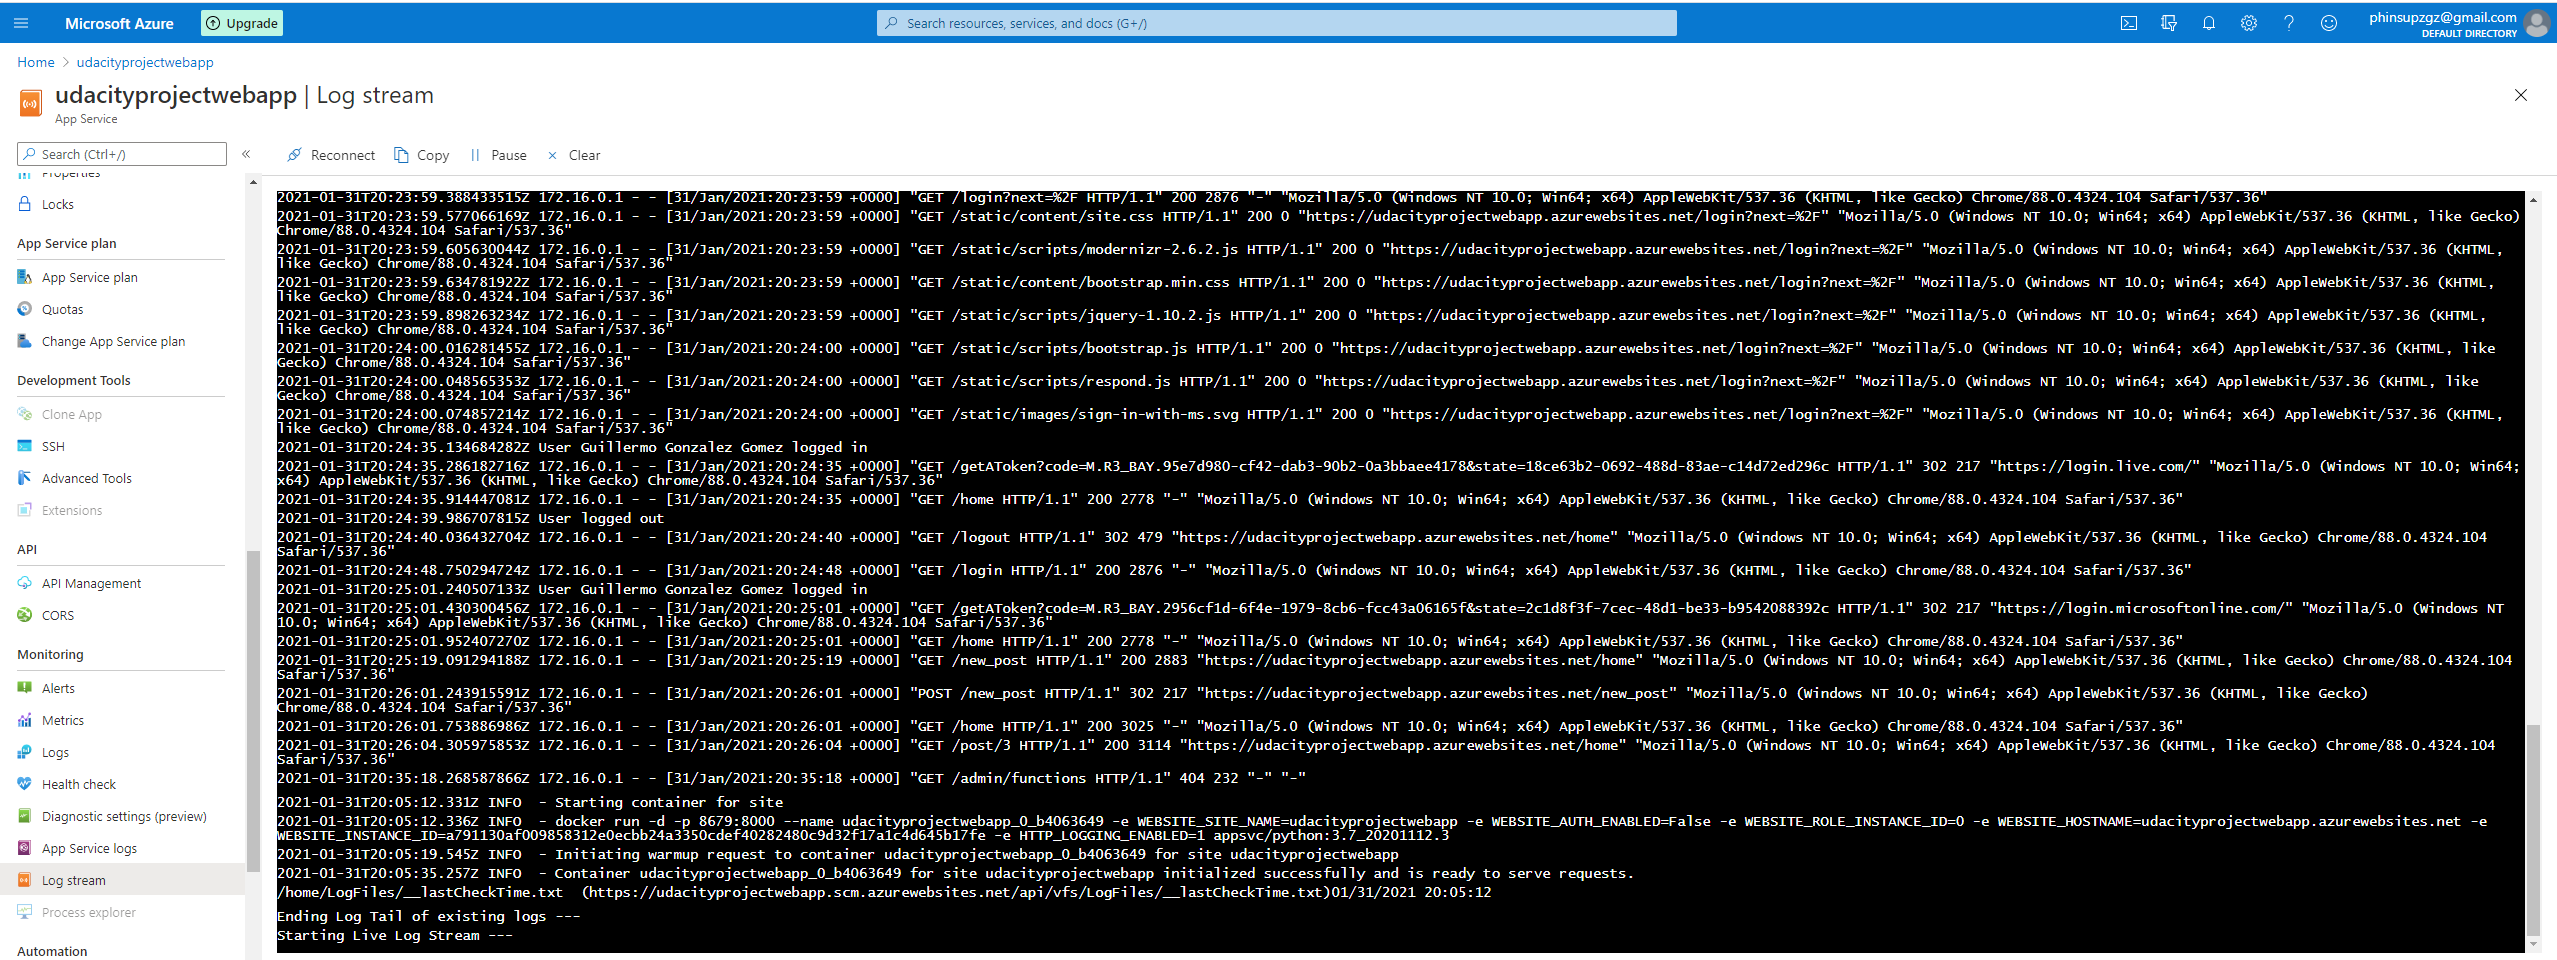 Microsoft Azure
Upgrade
Search resources, services, and docs (G+/)
phinsupzgz@gmail.com
DEFAULT DIRECTORY
Home > udacityprojectwebapp
udacityprojectwebapp | Log stream
App Service
Search (Ctrl+/)
«
Reconnect
Copy
Pause
Clear
Properties
Locks
App Service plan
App Service plan
Quotas
Change App Service plan
Development Tools
Clone App
SSH
Advanced Tools
Extensions
API
API Management
CORS
Monitoring
Alerts
Metrics
Logs
Health check
Diagnostic settings (preview)
App Service logs
Log stream
Process explorer
Automation
2021-01-31T20:23:59.388433515Z 172.16.0.1 - - [31/Jan/2021:20:23:59 +0000] "GET /login?next=%2F HTTP/1.1" 200 2876 "-" "Mozilla/5.0 (Windows NT 10.0; Win64; x64) AppleWebKit/537.36 (KHTML, like Gecko) Chrome/88.0.4324.104 Safari/537.36"
2021-01-31T20:23:59.577066169Z 172.16.0.1 - - [31/Jan/2021:20:23:59 +0000] "GET /static/content/site.css HTTP/1.1" 200 0 "https://udacityprojectwebapp.azurewebsites.net/login?next=%2F" "Mozilla/5.0 (Windows NT 10.0; Win64; x64) AppleWebKit/537.36 (KHTML, like Gecko)
Chrome/88.0.4324.104 Safari/537.36"
2021-01-31T20:23:59.605630044Z 172.16.0.1 - - [31/Jan/2021:20:23:59 +0000] "GET /static/scripts/modernizr-2.6.2.js HTTP/1.1" 200 0 "https://udacityprojectwebapp.azurewebsites.net/login?next=%2F" "Mozilla/5.0 (Windows NT 10.0; Win64; x64) AppleWebKit/537.36 (KHTML,
like Gecko) Chrome/88.0.4324.104 Safari/537.36"
2021-01-31T20:23:59.634781922Z 172.16.0.1 - - [31/Jan/2021:20:23:59 +0000] "GET /static/content/bootstrap.min.css HTTP/1.1" 200 0 "https://udacityprojectwebapp.azurewebsites.net/login?next=%2F" "Mozilla/5.0 (Windows NT 10.0; Win64; x64) AppleWebKit/537.36 (KHTML,
like Gecko) Chrome/88.0.4324.104 Safari/537.36"
2021-01-31T20:23:59.898263234Z 172.16.0.1 - - [31/Jan/2021:20:23:59 +0000] "GET /static/scripts/jquery-1.10.2.js HTTP/1.1" 200 0 "https://udacityprojectwebapp.azurewebsites.net/login?next=%2F" "Mozilla/5.0 (Windows NT 10.0; Win64; x64) AppleWebKit/537.36 (KHTML,
like Gecko) Chrome/88.0.4324.104 Safari/537.36"
2021-01-31T20:24:00.016281455Z 172.16.0.1 - - [31/Jan/2021:20:24:00 +0000] "GET /static/scripts/bootstrap.js HTTP/1.1" 200 0 "https://udacityprojectwebapp.azurewebsites.net/login?next=%2F" "Mozilla/5.0 (Windows NT 10.0; Win64; x64) AppleWebKit/537.36 (KHTML, like
Gecko) Chrome/88.0.4324.104 Safari/537.36"
2021-01-31T20:24:00.048565353Z 172.16.0.1 - - [31/Jan/2021:20:24:00 +0000] "GET /static/scripts/respond.js HTTP/1.1" 200 0 "https://udacityprojectwebapp.azurewebsites.net/login?next=%2F" "Mozilla/5.0 (Windows NT 10.0; Win64; x64) AppleWebKit/537.36 (KHTML, like
Gecko) Chrome/88.0.4324.104 Safari/537.36"
2021-01-31T20:24:00.074857214Z 172.16.0.1 - - [31/Jan/2021:20:24:00 +0000] "GET /static/images/sign-in-with-ms.svg HTTP/1.1" 200 0 "https://udacityprojectwebapp.azurewebsites.net/login?next=%2F" "Mozilla/5.0 (Windows NT 10.0; Win64; x64) AppleWebKit/537.36 (KHTML,
like Gecko) Chrome/88.0.4324.104 Safari/537.36"
2021-01-31T20:24:35.134684282Z User Guillermo Gonzalez Gomez logged in
2021-01-31T20:24:35.286182716Z 172.16.0.1 - - [31/Jan/2021:20:24:35 +0000] "GET /getAToken?code=M.R3_BAY.95e7d980-cf42-dab3-90b2-0a3bbaee4178&state=18ce63b2-0692-488d-83ae-c14d72ed296c HTTP/1.1" 302 217 "https://login.live.com/" "Mozilla/5.0 (Windows NT 10.0; Win64;
x64) AppleWebKit/537.36 (KHTML, like Gecko) Chrome/88.0.4324.104 Safari/537.36"
2021-01-31T20:24:35.914447081Z 172.16.0.1 - - [31/Jan/2021:20:24:35 +0000] "GET /home HTTP/1.1" 200 2778 "-" "Mozilla/5.0 (Windows NT 10.0; Win64; x64) AppleWebKit/537.36 (KHTML, like Gecko) Chrome/88.0.4324.104 Safari/537.36"
2021-01-31T20:24:39.986707815Z User logged out
2021-01-31T20:24:40.036432704Z 172.16.0.1 - - [31/Jan/2021:20:24:40 +0000] "GET /logout HTTP/1.1" 302 479 "https://udacityprojectwebapp.azurewebsites.net/home" "Mozilla/5.0 (Windows NT 10.0; Win64; x64) AppleWebKit/537.36 (KHTML, like Gecko) Chrome/88.0.4324.104
Safari/537.36"
2021-01-31T20:24:48.750294724Z 172.16.0.1 - - [31/Jan/2021:20:24:48 +0000] "GET /login HTTP/1.1" 200 2876 "-" "Mozilla/5.0 (Windows NT 10.0; Win64; x64) AppleWebKit/537.36 (KHTML, like Gecko) Chrome/88.0.4324.104 Safari/537.36"
2021-01-31T20:25:01.240507133Z User Guillermo Gonzalez Gomez logged in
2021-01-31T20:25:01.430300456Z 172.16.0.1 - - [31/Jan/2021:20:25:01 +0000] "GET /getAToken?code=M.R3_BAY.2956cf1d-6f4e-1979-8cb6-fcc43a06165f&state=2c1d8f3f-7cec-48d1-be33-b9542088392c HTTP/1.1" 302 217 "https://login.microsoftonline.com/" "Mozilla/5.0 (Windows NT
10.0; Win64; x64) AppleWebKit/537.36 (KHTML, like Gecko) Chrome/88.0.4324.104 Safari/537.36"
2021-01-31T20:25:01.952407270Z 172.16.0.1 - - [31/Jan/2021:20:25:01 +0000] "GET /home HTTP/1.1" 200 2778 "-" "Mozilla/5.0 (Windows NT 10.0; Win64; x64) AppleWebKit/537.36 (KHTML, like Gecko) Chrome/88.0.4324.104 Safari/537.36"
2021-01-31T20:25:19.091294188Z 172.16.0.1 - - [31/Jan/2021:20:25:19 +0000] "GET /new_post HTTP/1.1" 200 2883 "https://udacityprojectwebapp.azurewebsites.net/home" "Mozilla/5.0 (Windows NT 10.0; Win64; x64) AppleWebKit/537.36 (KHTML, like Gecko) Chrome/88.0.4324.104
Safari/537.36"
2021-01-31T20:26:01.243915591Z 172.16.0.1 - - [31/Jan/2021:20:26:01 +0000] "POST /new_post HTTP/1.1" 302 217 "https://udacityprojectwebapp.azurewebsites.net/new_post" "Mozilla/5.0 (Windows NT 10.0; Win64; x64) AppleWebKit/537.36 (KHTML, like Gecko)
Chrome/88.0.4324.104 Safari/537.36"
2021-01-31T20:26:01.753886986Z 172.16.0.1 - - [31/Jan/2021:20:26:01 +0000] "GET /home HTTP/1.1" 200 3025 "-" "Mozilla/5.0 (Windows NT 10.0; Win64; x64) AppleWebKit/537.36 (KHTML, like Gecko) Chrome/88.0.4324.104 Safari/537.36"
2021-01-31T20:26:04.305975853Z 172.16.0.1 - - [31/Jan/2021:20:26:04 +0000] "GET /post/3 HTTP/1.1" 200 3114 "https://udacityprojectwebapp.azurewebsites.net/home" "Mozilla/5.0 (Windows NT 10.0; Win64; x64) AppleWebKit/537.36 (KHTML, like Gecko) Chrome/88.0.4324.104
Safari/537.36"
2021-01-31T20:35:18.268587866Z 172.16.0.1 - - [31/Jan/2021:20:35:18 +0000] "GET /admin/functions HTTP/1.1" 404 232 "-" "-"
2021-01-31T20:05:12.331Z INFO  - Starting container for site
2021-01-31T20:05:12.336Z INFO  - docker run -d -p 8679:8000 --name udacityprojectwebapp_0_b4063649 -e WEBSITE_SITE_NAME=udacityprojectwebapp -e WEBSITE_AUTH_ENABLED=False -e WEBSITE_ROLE_INSTANCE_ID=0 -e WEBSITE_HOSTNAME=udacityprojectwebapp.azurewebsites.net -e
WEBSITE_INSTANCE_ID=a791130af009858312e0ecbb24a3350cdef40282480c9d32f17a1c4d645b17fe -e HTTP_LOGGING_ENABLED=1 appsvc/python:3.7_20201112.3
2021-01-31T20:05:19.545Z INFO  - Initiating warmup request to container udacityprojectwebapp_0_b4063649 for site udacityprojectwebapp
2021-01-31T20:05:35.257Z INFO  - Container udacityprojectwebapp_0_b4063649 for site udacityprojectwebapp initialized successfully and is ready to serve requests.
/home/LogFiles/__lastCheckTime.txt  (https://udacityprojectwebapp.scm.azurewebsites.net/api/vfs/LogFiles/__lastCheckTime.txt)01/31/2021 20:05:12
Ending Log Tail of existing logs ---
Starting Live Log Stream ---